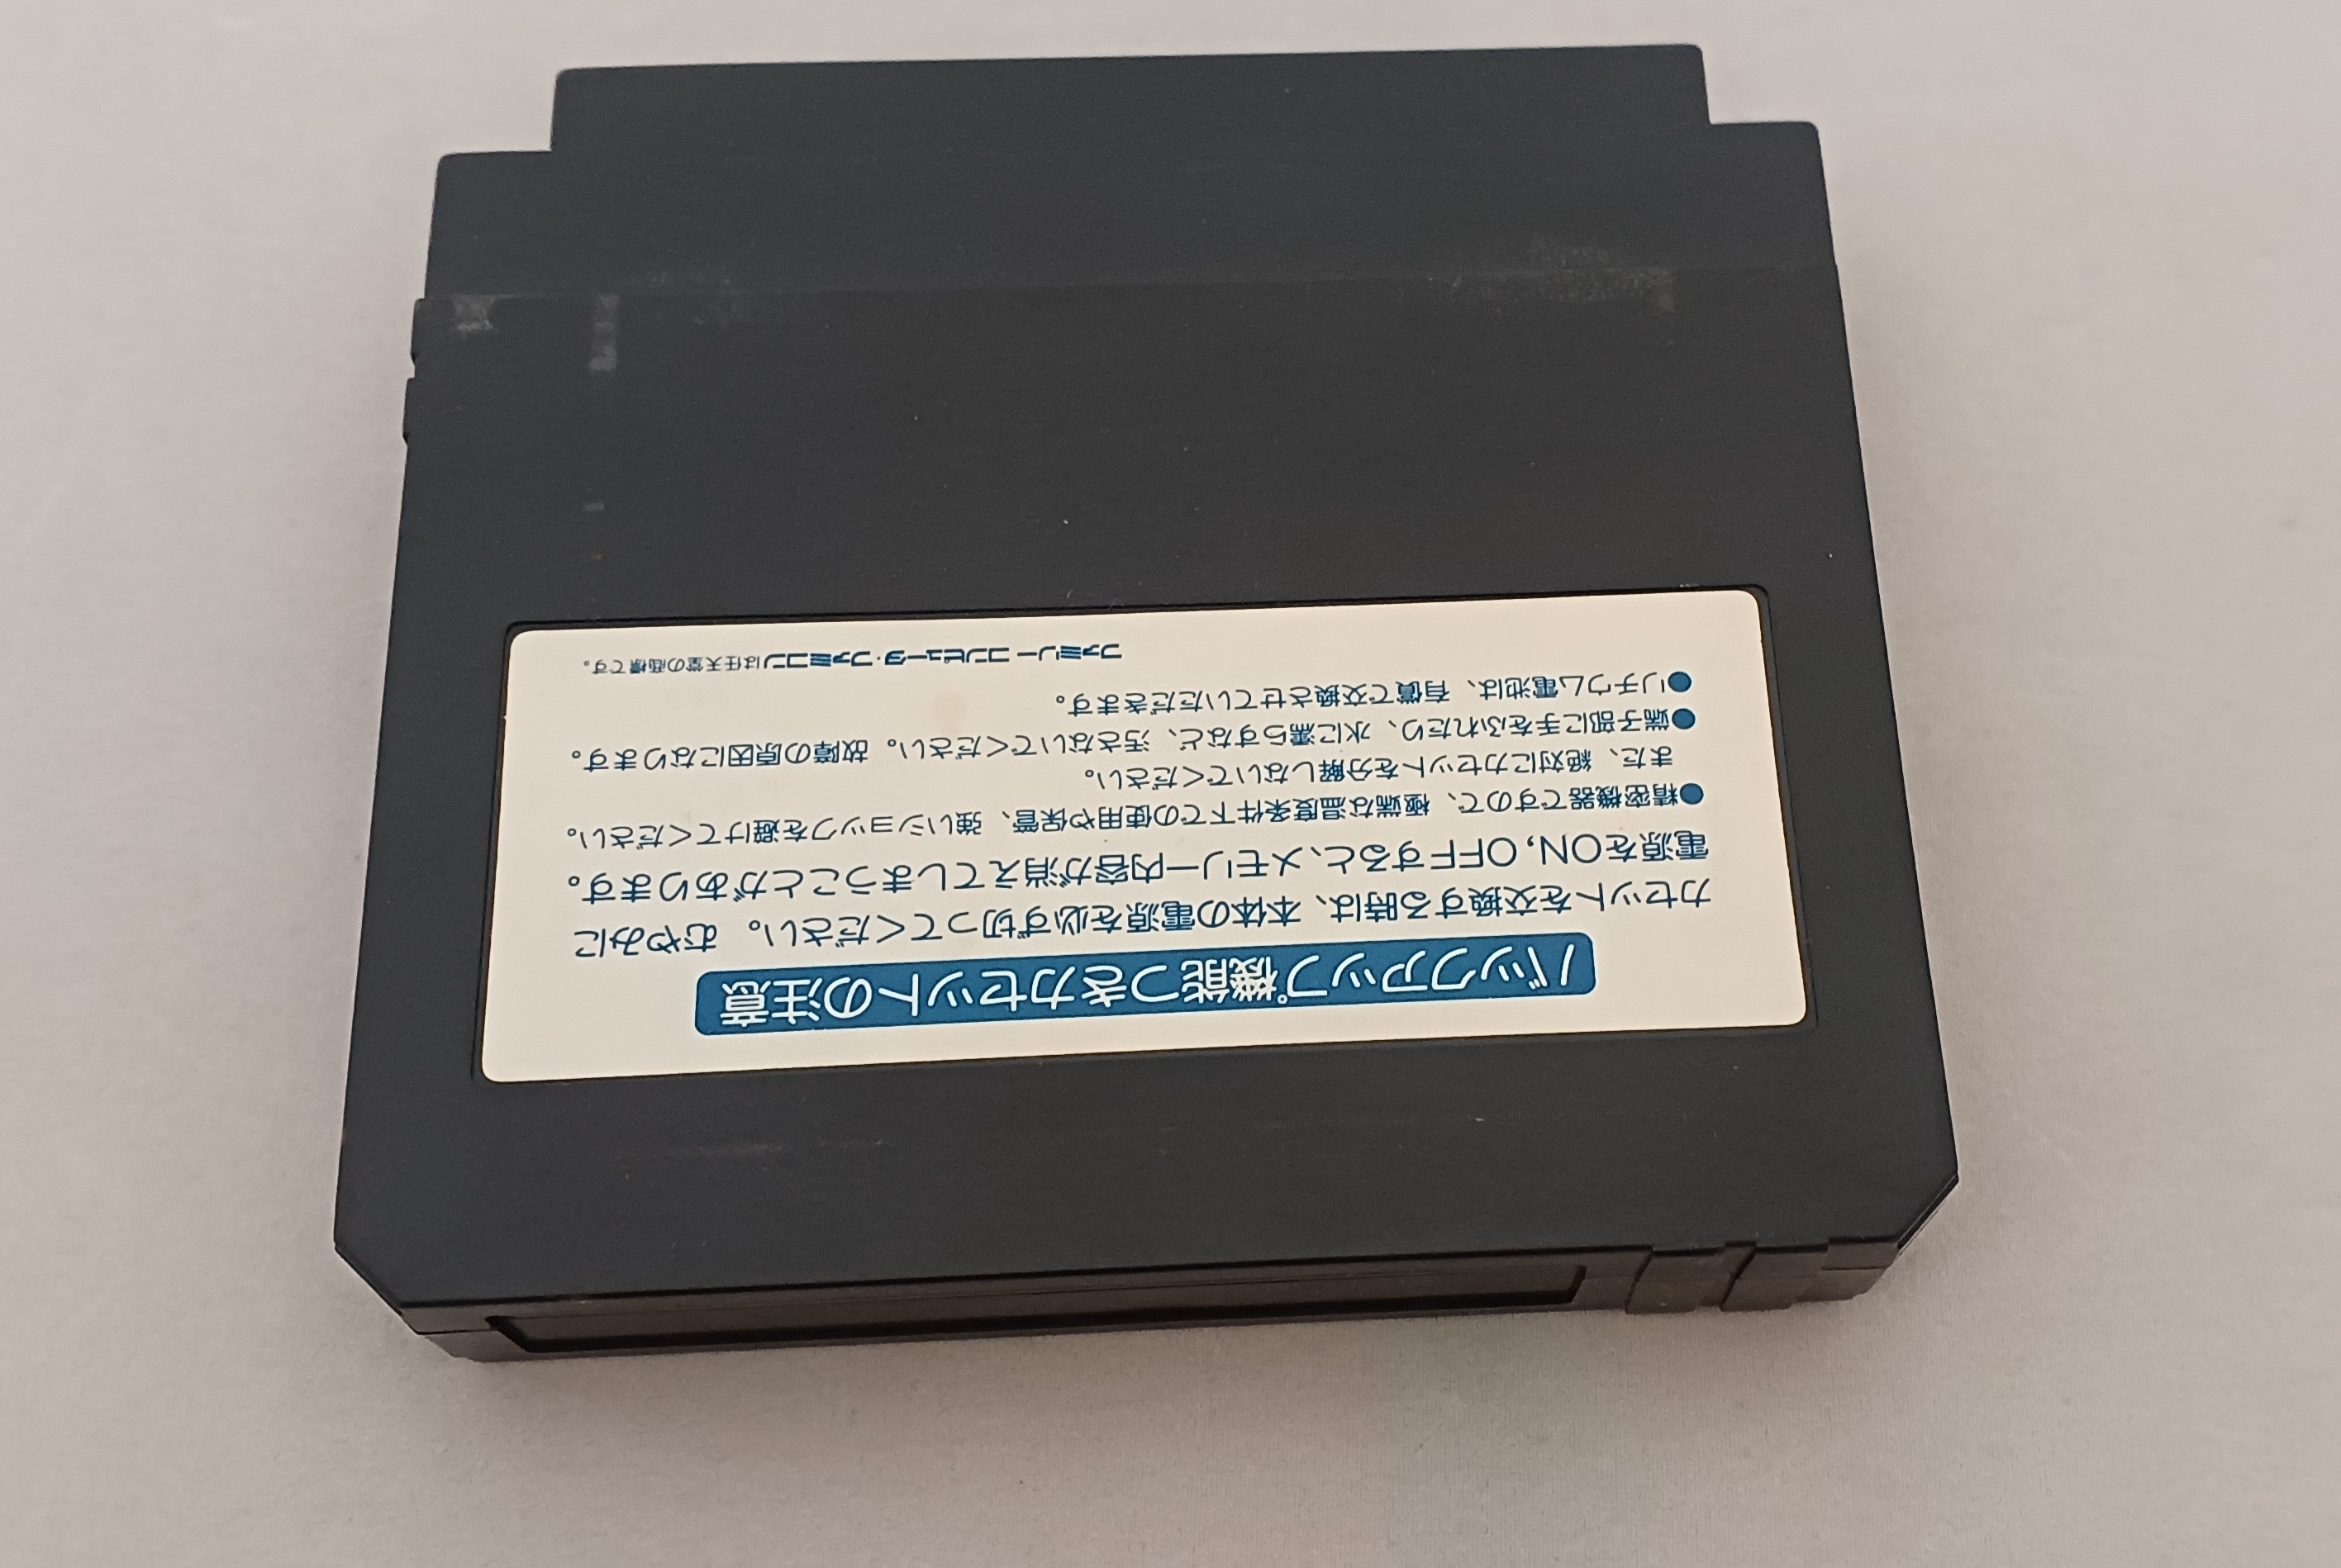 バックアップ機能つきカセットの注意
カセットを交換する時は、本体の電源を必ず切ってください。むやみに
電源をON,OFFすると、メモリー内容が消えてしまうことがあります。
●精密機器ですので、極端な温度条件下での使用や保管、強いショックを避けてください。
また、絶対にカセットを分解しないでください。
●端子部に手をふれたり、水に濡らすなど、汚さないでください。故障の原因になります。
●リチウム電池は、有償で交換させていただきます。
ファミリーコンピュータ・ファミコンは任天堂の商標です。